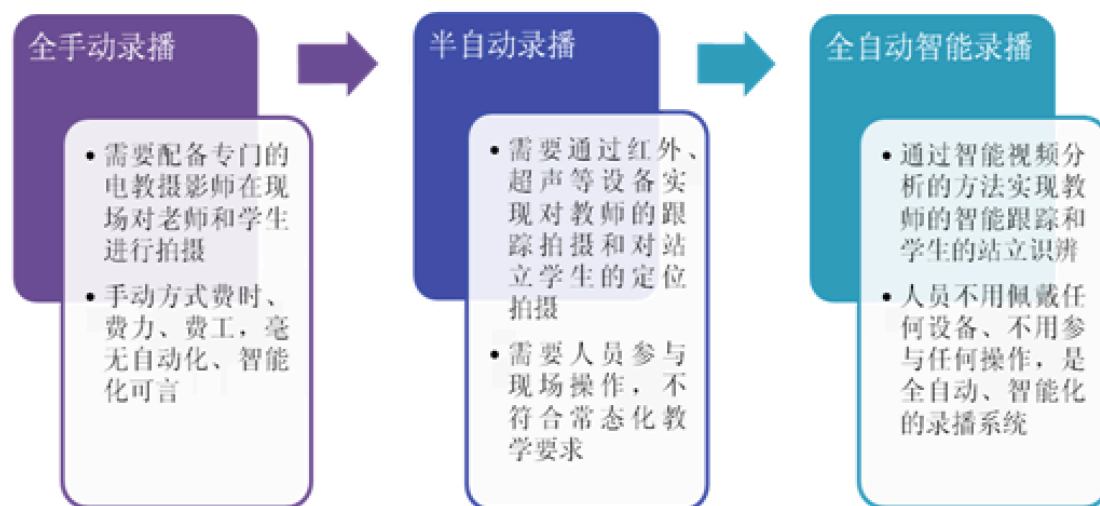 全手动录播
• 需要配备专门的
电教摄影师在现
场对老师和学生
进行拍摄
• 手动方式费时、
费力、费工，毫
无自动化、智能
化可言
半自动录播
• 需要通过红外、
超声等设备实
现对教师的跟
踪拍摄和对站
立学生的定位
拍摄
• 需要人员参与
现场操作，不
符合常态化教
学要求
全自动智能录播
• 通过智能视频分
析的方法实现教
师的智能跟踪和
学生的站立识辨
• 人员不用佩戴任
何设备、不用参
与任何操作，是
全自动、智能化
的录播系统